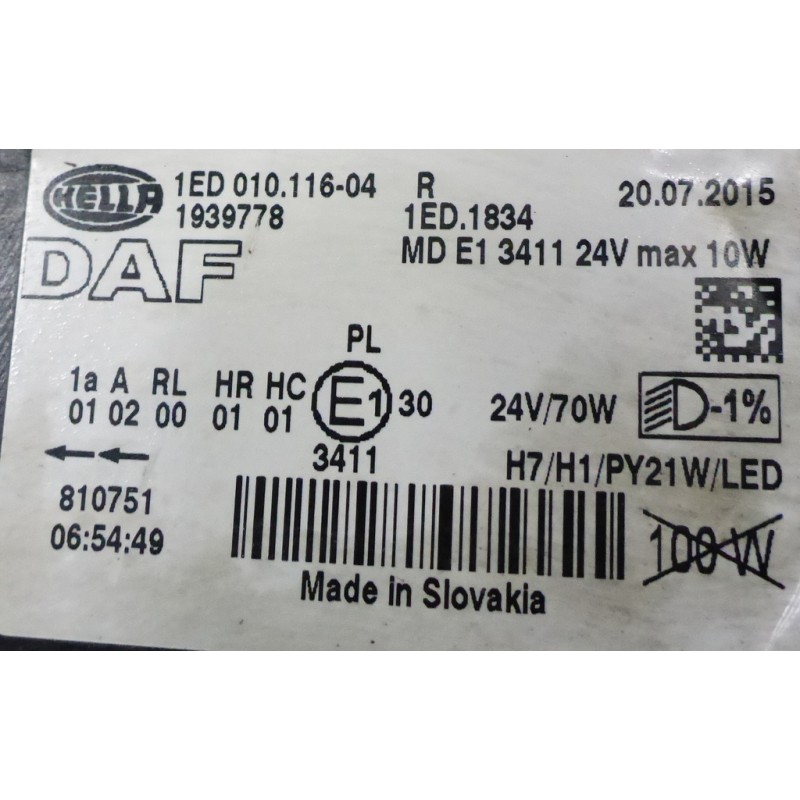 HELLA 1ED 010.116-04 R 20.07.2015
1939778 1ED.1834
DAF MD E1 3411 24V max 10W
PL
1a A RL HR HC E1 30 24V/70W D-1%
01 02 00 01 01
3411 H7/H1/PY21W/LED
810751
06:54:49 100 W
Made in Slovakia